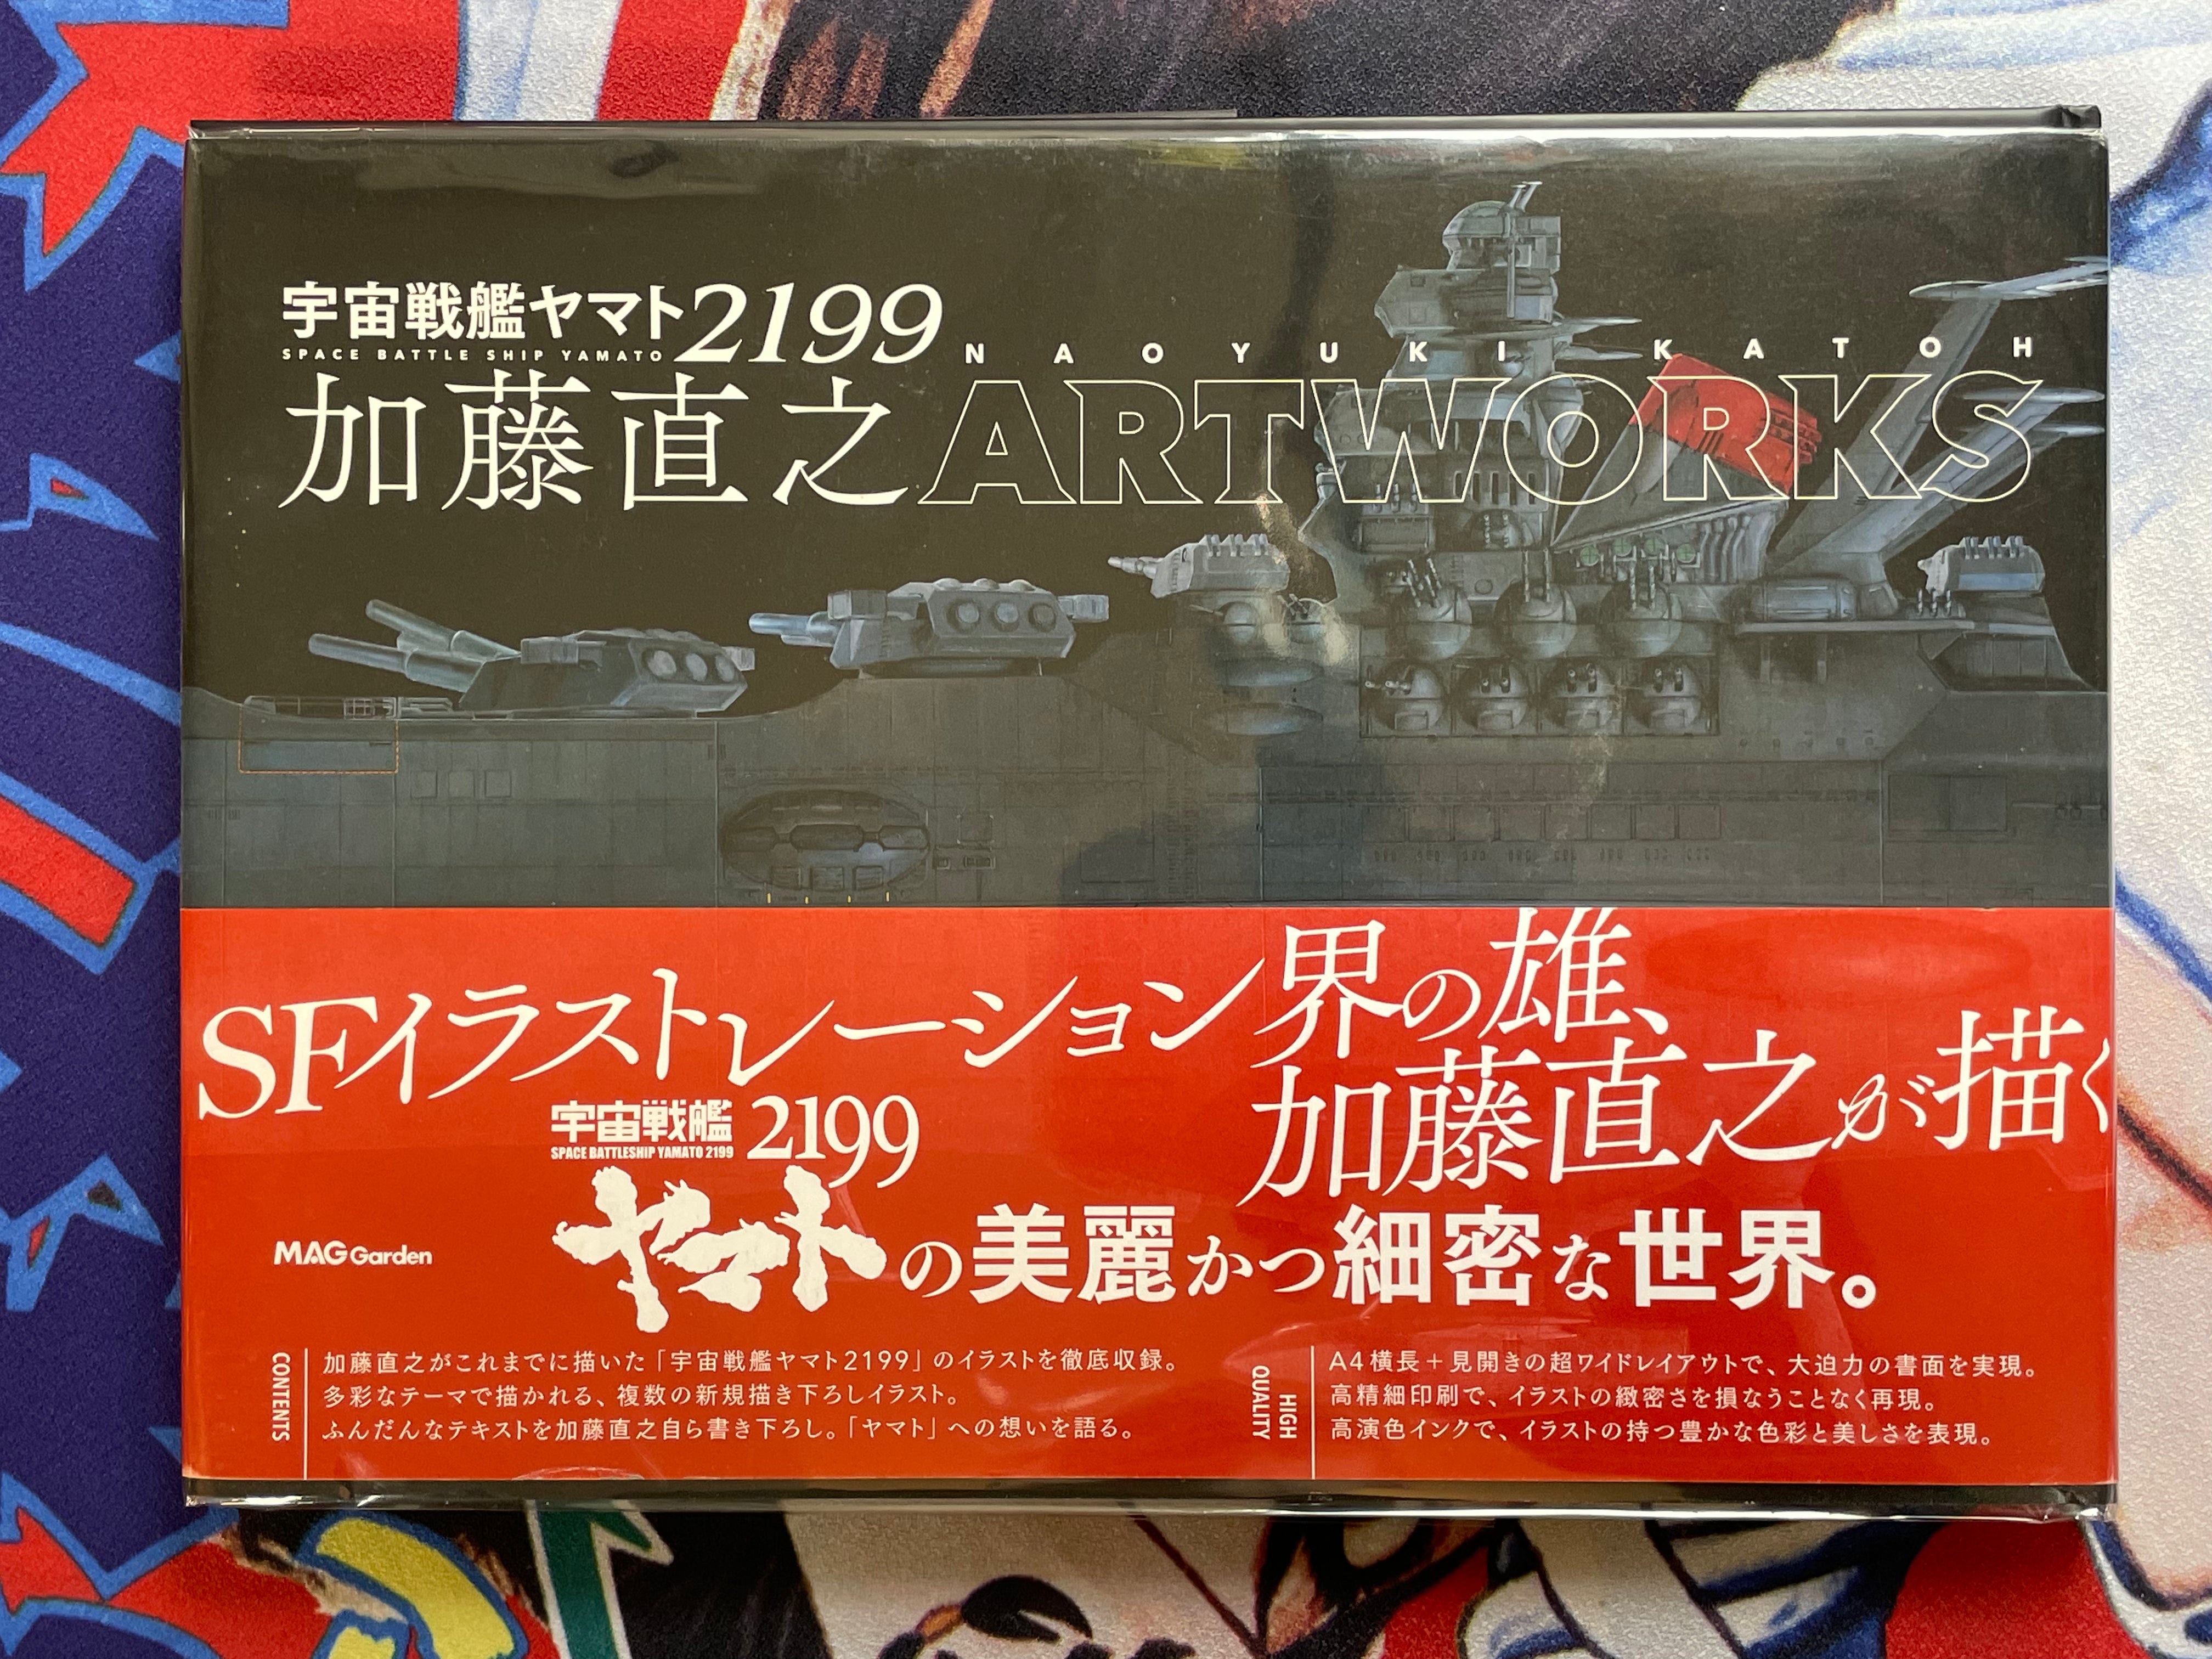 宇宙戦艦ヤマト2199
SPACE BATTLE SHIP YAMATO
NAOYUKI KATOH
加藤直之ARTWORKS
SFイラストレーション界の雄、
加藤直之が描く
宇宙戦艦 2199
SPACE BATTLESHIP YAMATO 2199
ヤマトの美麗かつ細密な世界。
MAG Garden
CONTENTS
加藤直之がこれまでに描いた「宇宙戦艦ヤマト2199」のイラストを徹底収録。
多彩なテーマで描かれる、複数の新規描き下ろしイラスト。
ふんだんなテキストを加藤直之自ら書き下ろし。「ヤマト」への想いを語る。
HIGH
QUALITY
A4横長+見開きの超ワイドレイアウトで、大迫力の書面を実現。
高精細印刷で、イラストの緻密さを損なうことなく再現。
高演色インクで、イラストの持つ豊かな色彩と美しさを表現。